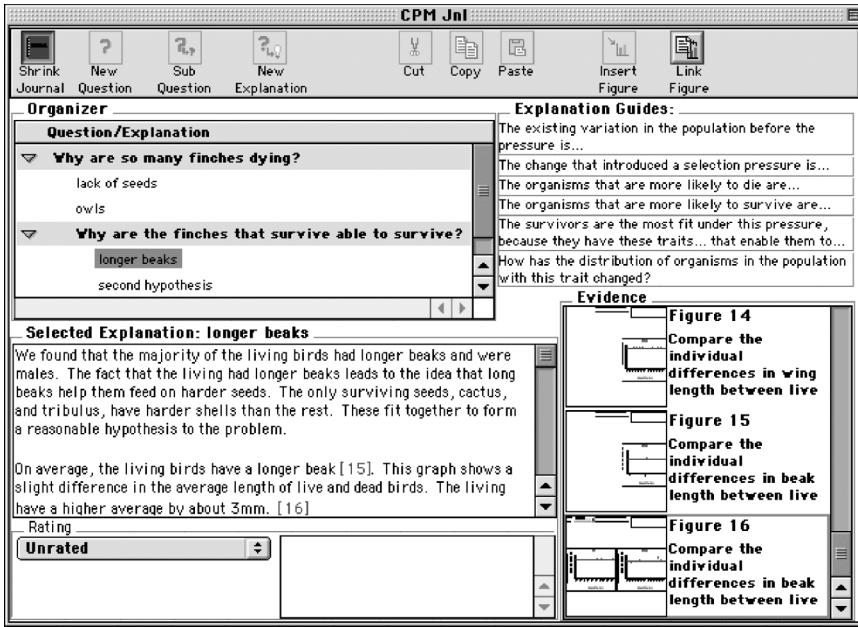 CPM Jnl
Shrink Journal
New Question
Sub Question
New Explanation
Cut
Copy
Paste
Insert Figure
Link Figure
Organizer
Question/Explanation
Why are so many finches dying?
lack of seeds
owls
Why are the finches that survive able to survive?
longer beaks
second hypothesis
Explanation Guides:
The existing variation in the population before the
pressure is...
The change that introduced a selection pressure is...
The organisms that are more likely to die are...
The organisms that are more likely to survive are...
The survivors are the most fit under this pressure,
because they have these traits... that enable them to...
How has the distribution of organisms in the population
with this trait changed?
Selected Explanation: longer beaks
We found that the majority of the living birds had longer beaks and were
males. The fact that the living had longer beaks leads to the idea that long
beaks help them feed on harder seeds. The only surviving seeds, cactus,
and tribulus, have harder shells than the rest. These fit together to form
a reasonable hypothesis to the problem.
On average, the living birds have a longer beak [15]. This graph shows a
slight difference in the average length of live and dead birds. The living
have a higher average by about 3mm. [16]
Rating
Unrated
Evidence
Figure 14
Compare the
individual
differences in wing
length between live
Figure 15
Compare the
individual
differences in beak
length between live
Figure 16
Compare the
individual
differences in beak
length between live